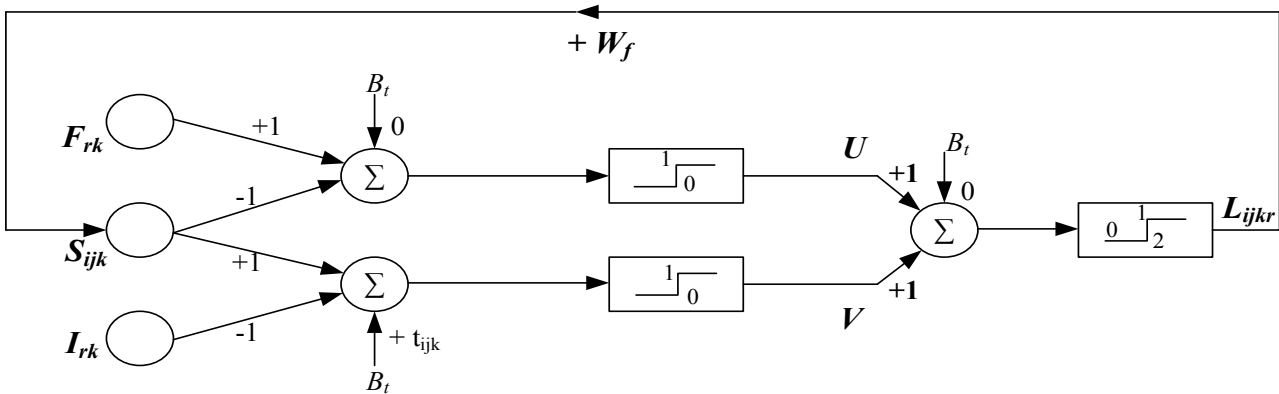 + W_f
B_t
F_rk
+1
0
Σ
1
0
U
+1
B_t
0
-1
S_ijk
Σ
0
1
2
L_ijkr
+1
Σ
1
0
+1
V
I_rk
-1
+ t_ijk
B_t